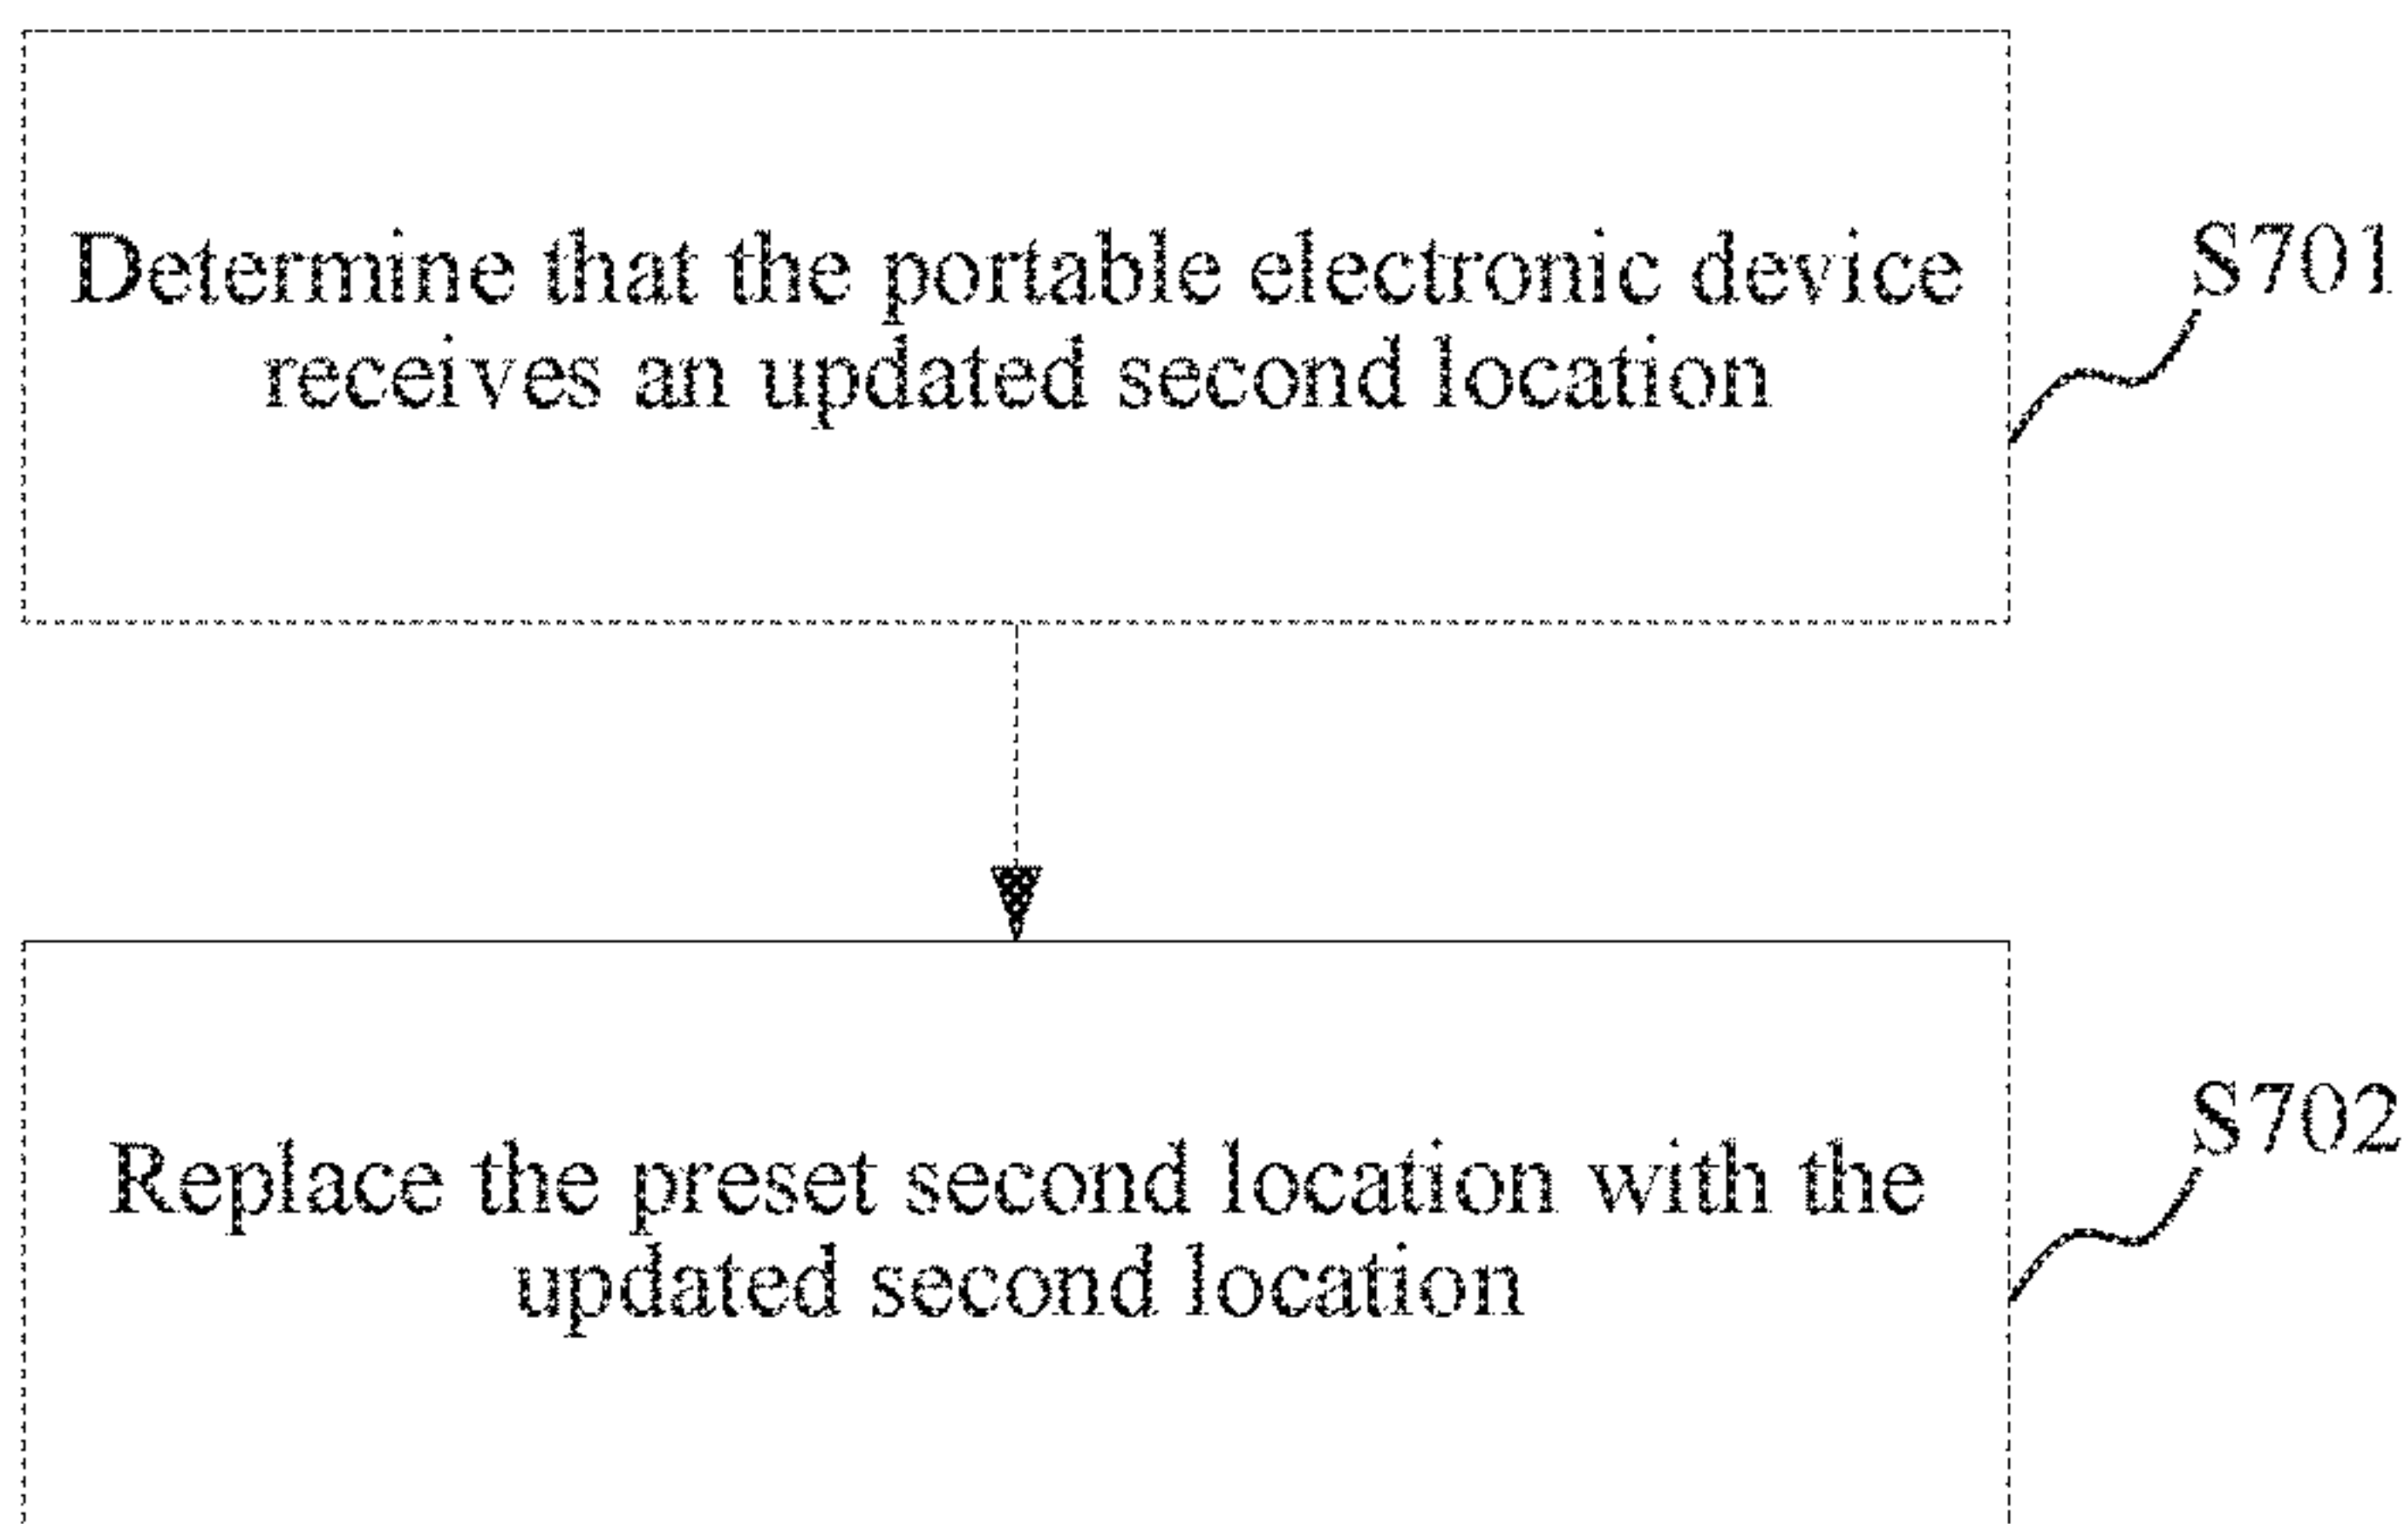 Determine that the portable electronic device
receives an updated second location
S701
Replace the preset second location with the
updated second location
S702